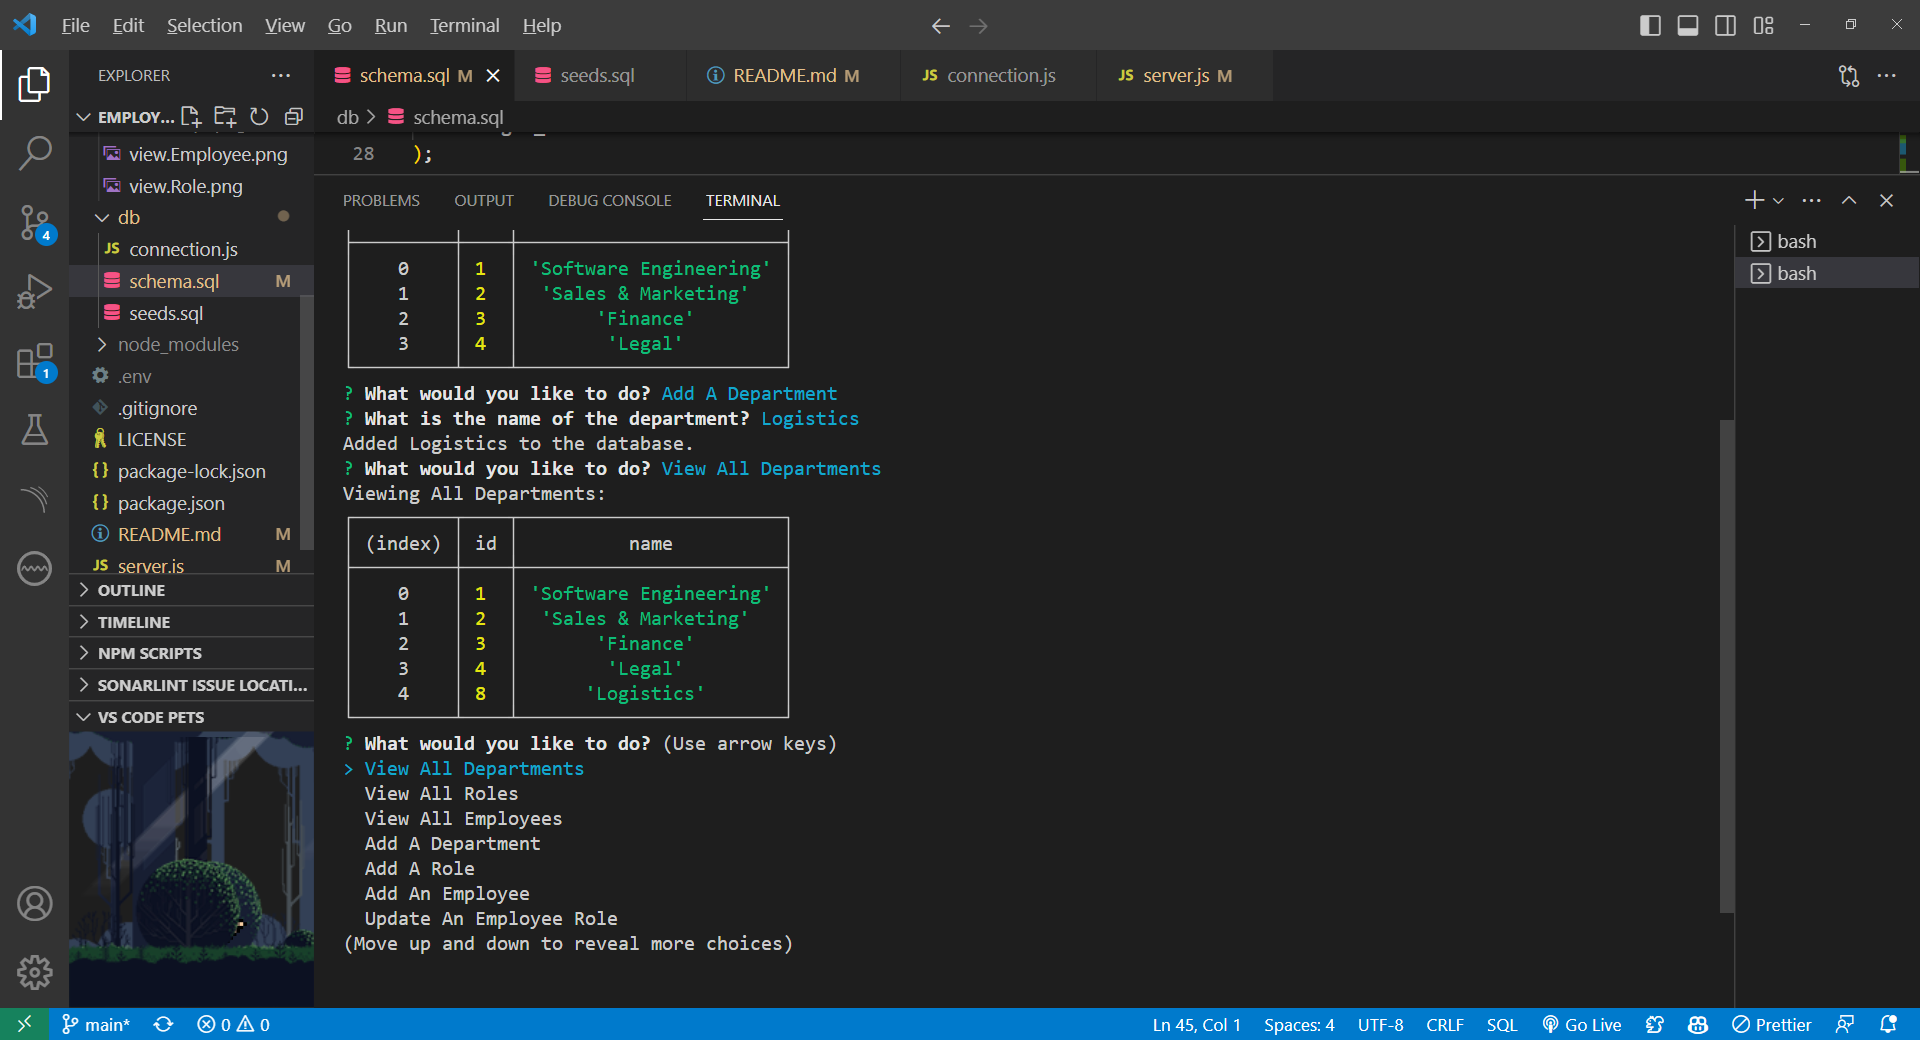 File Edit Selection View Go Run Terminal Help
EXPLORER
EMPLOY...
view.Employee.png
view.Role.png
db
JS connection.js
schema.sql M
seeds.sql
node_modules
.env
.gitignore
LICENSE
{} package-lock.json
{} package.json
README.md M
JS server.js M
OUTLINE
TIMELINE
NPM SCRIPTS
SONARLINT ISSUE LOCATI...
VS CODE PETS
4
1
schema.sql M
seeds.sql
README.md M
JS connection.js
JS server.js M
db > schema.sql
28 );
PROBLEMS OUTPUT DEBUG CONSOLE TERMINAL
bash
bash
0 1 'Software Engineering'
1 2 'Sales & Marketing'
2 3 'Finance'
3 4 'Legal'
? What would you like to do? Add A Department
? What is the name of the department? Logistics
Added Logistics to the database.
? What would you like to do? View All Departments
Viewing All Departments:
(index) id name
0 1 'Software Engineering'
1 2 'Sales & Marketing'
2 3 'Finance'
3 4 'Legal'
4 8 'Logistics'
? What would you like to do? (Use arrow keys)
> View All Departments
View All Roles
View All Employees
Add A Department
Add A Role
Add An Employee
Update An Employee Role
(Move up and down to reveal more choices)
main* 0 0 Ln 45, Col 1 Spaces: 4 UTF-8 CRLF SQL Go Live Prettier